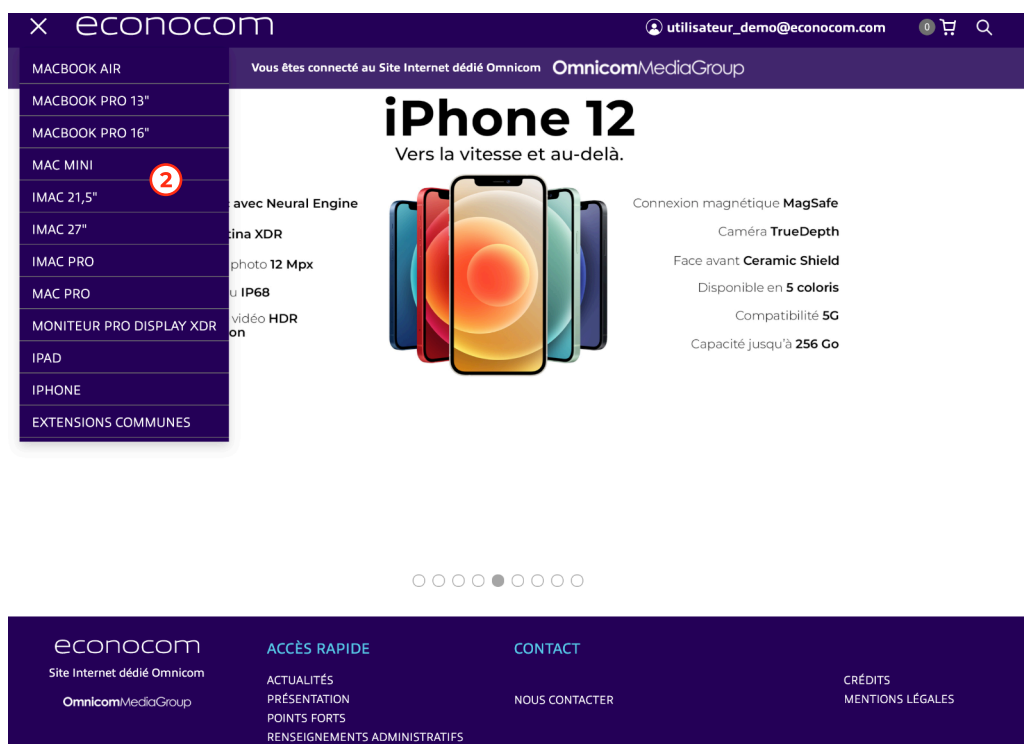 econocom
utilisateur_demo@econocom.com
0
MACBOOK AIR
MACBOOK PRO 13"
MACBOOK PRO 16"
MAC MINI
2
IMAC 21,5"
IMAC 27"
IMAC PRO
MAC PRO
MONITEUR PRO DISPLAY XDR
IPAD
IPHONE
EXTENSIONS COMMUNES
Vous êtes connecté au Site Internet dédié Omnicom OmnicomMediaGroup
iPhone 12
Vers la vitesse et au-delà.
avec Neural Engine
XDR
photo 12 Mpx
IP68
vidéo HDR
on
Connexion magnétique MagSafe
Caméra TrueDepth
Face avant Ceramic Shield
Disponible en 5 coloris
Compatibilité 5G
Capacité jusqu'à 256 Go
econocom
Site Internet dédié Omnicom
OmnicomMediaGroup
ACCÈS RAPIDE
ACTUALITÉS
PRÉSENTATION
POINTS FORTS
RENSEIGNEMENTS ADMINISTRATIFS
CONTACT
NOUS CONTACTER
CRÉDITS
MENTIONS LÉGALES